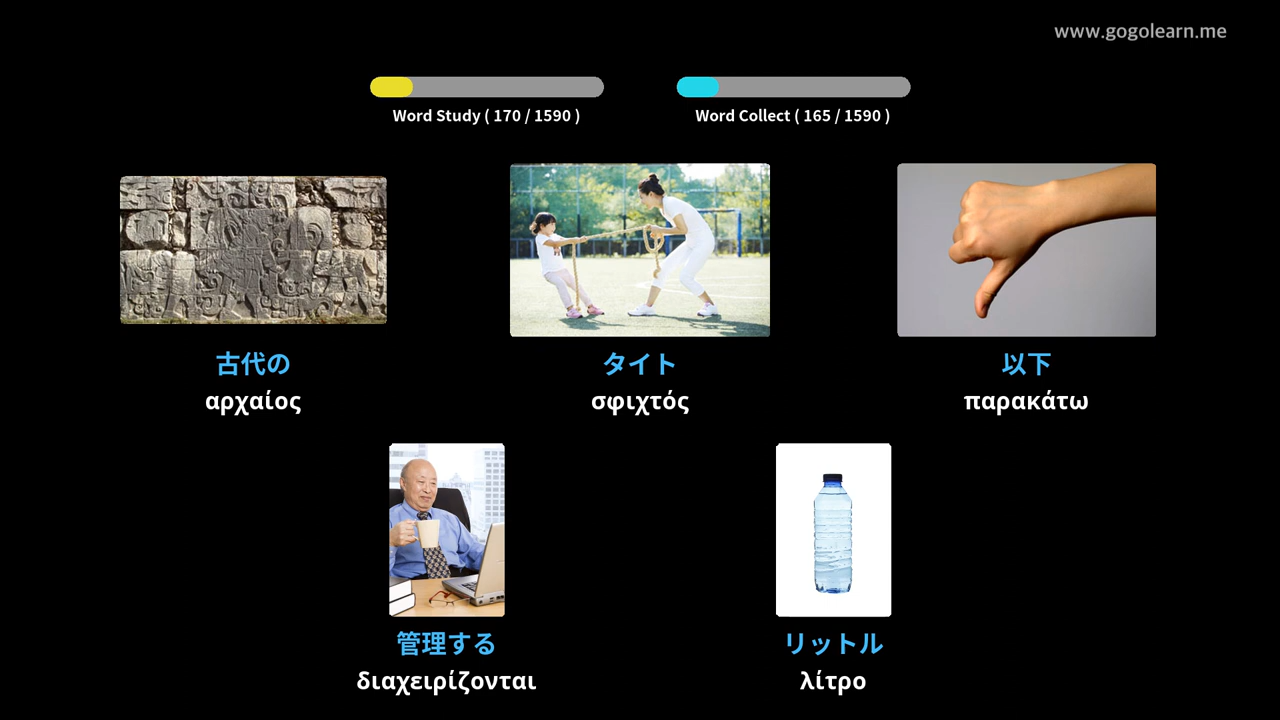 www.gogolearn.me
Word Study ( 170 / 1590 )
Word Collect ( 165 / 1590 )
古代の
αρχαίος
タイト
σφιχτός
以下
παρακάτω
管理する
διαχειρίζονται
リットル
λίτρο